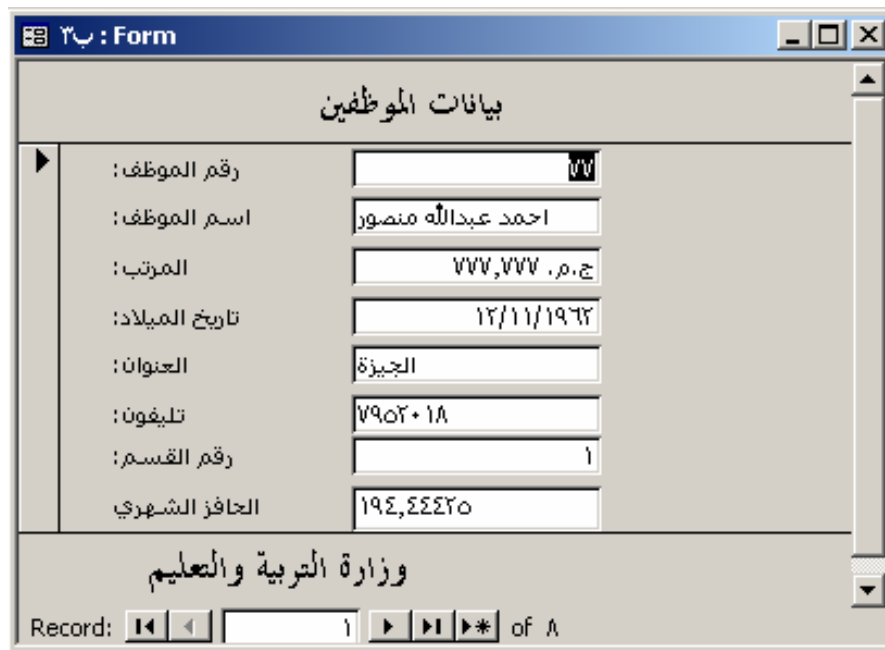 ب٣ : Form
بيانات الموظفين
رقم الموظف: ٧٧
اسم الموظف: احمد عبدالله منصور
المرتب: ج.م. ٧٧٧,٧٧٧
تاريخ الميلاد: ١٢/١١/١٩٦٢
العنوان: الجيزة
تليفون: ٧٩٥٢٠١٨
رقم القسم: ١
الحافز الشهري ١٩٤,٤٤٤٢٥
وزارة التربية والتعليم
Record: ١ of ٨